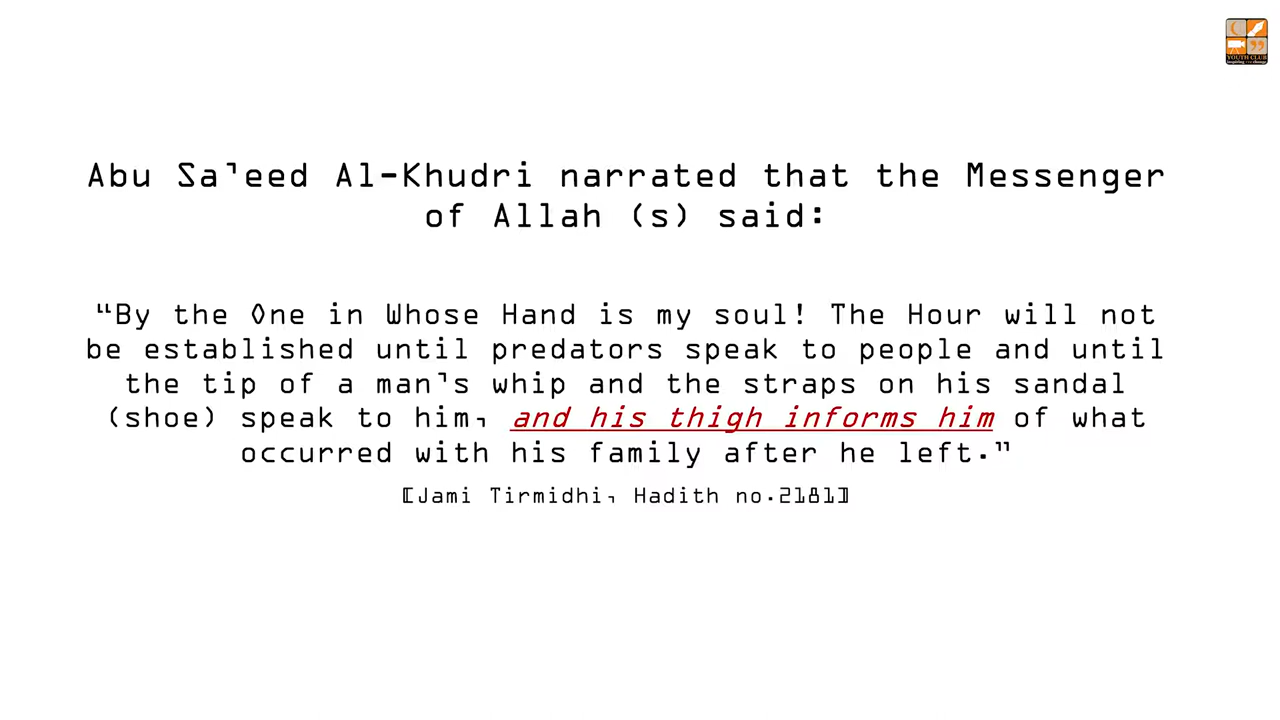 YOUTH CLUB
Abu Sa'eed Al-Khudri narrated that the Messenger
of Allah (s) said:
“By the One in Whose Hand is my soul! The Hour will not
be established until predators speak to people and until
the tip of a man's whip and the straps on his sandal
(shoe) speak to him, and his thigh informs him of what
occurred with his family after he left.”
[Jami Tirmidhi, Hadith no.2181]